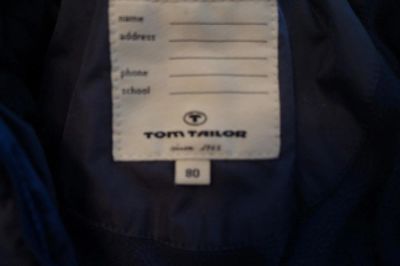 name
address
phone
school
TOM TAILOR
since 1962
80